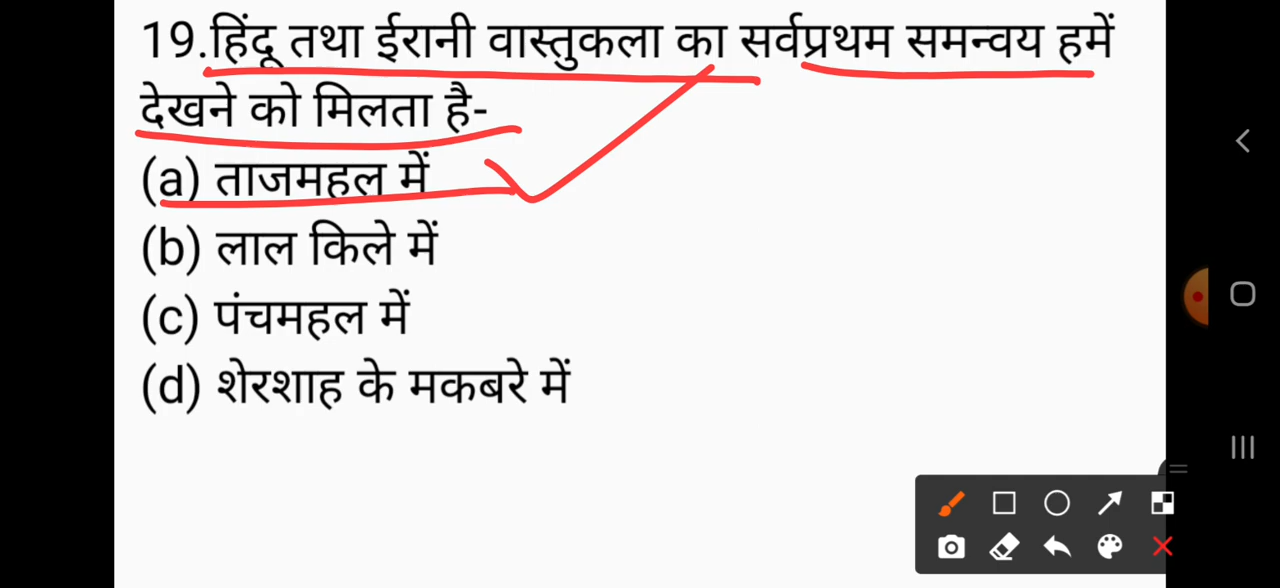 19.हिंदू तथा ईरानी वास्तुकला का सर्वप्रथम समन्वय हमें
देखने को मिलता है-
(a) ताजमहल में
(b) लाल किले में
(c) पंचमहल में
(d) शेरशाह के मकबरे में